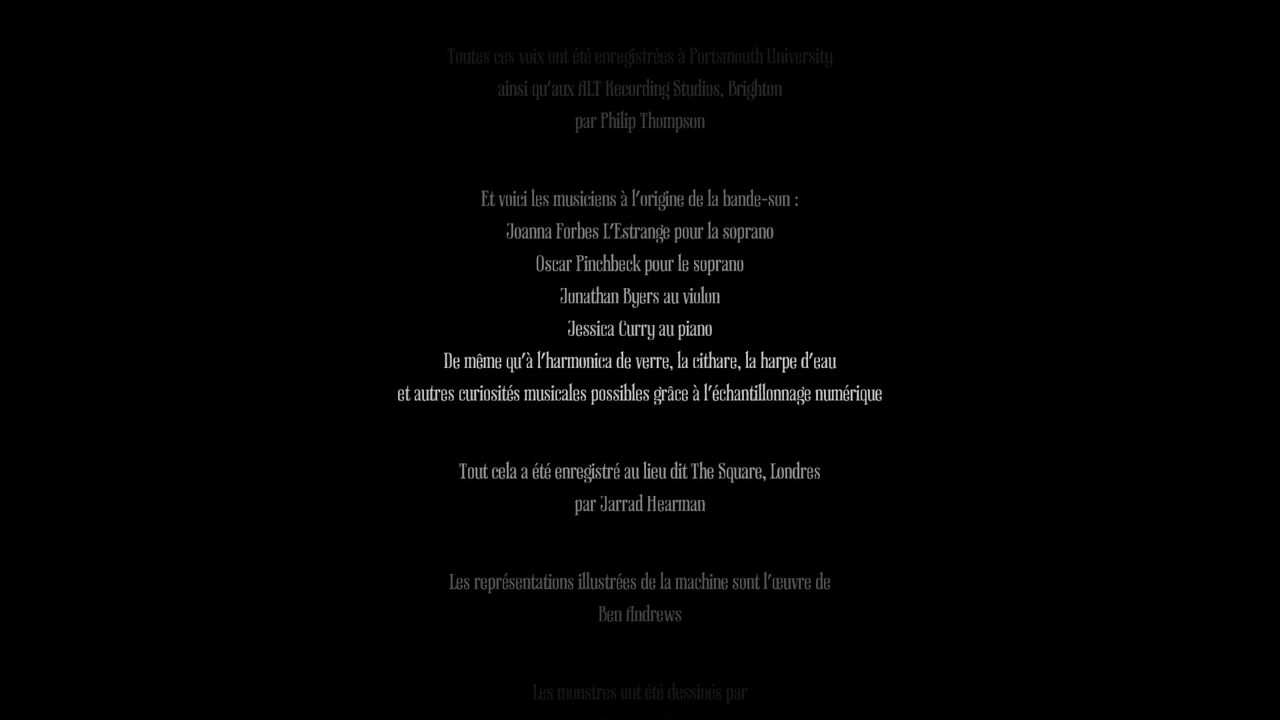 Toutes ces voix ont été enregistrées à Portsmouth University
ainsi qu'aux ALT Recording Studios, Brighton
par Philip Thompson
Et voici les musiciens à l'origine de la bande-son :
Joanna Forbes L'Estrange pour la soprano
Oscar Pinchbeck pour le soprano
Jonathan Byers au violon
Jessica Curry au piano
De même qu'à l'harmonica de verre, la cithare, la harpe d'eau
et autres curiosités musicales possibles grâce à l'échantillonnage numérique
Tout cela a été enregistré au lieu dit The Square, Londres
par Jarrad Hearman
Les représentations illustrées de la machine sont l'œuvre de
Ben Andrews
Les monstres ont été dessinés par